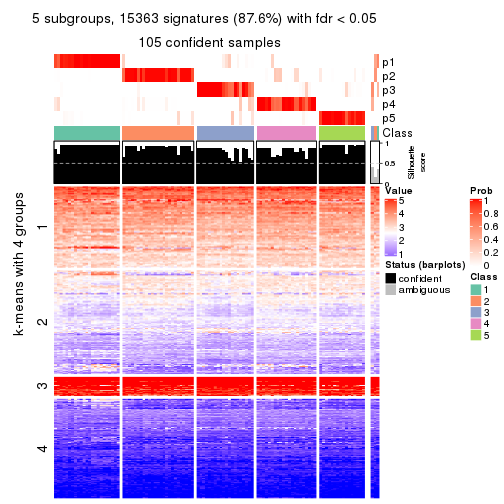 5 subgroups, 15363 signatures (87.6%) with fdr < 0.05
105 confident samples
p1
p2
p3
p4
p5
Class
1
0.5
0
Silhouette
score
k-means with 4 groups
1
2
3
4
Value
5
4
3
2
1
Status (barplots)
confident
ambiguous
Prob
1
0.8
0.6
0.4
0.2
0
Class
1
2
3
4
5